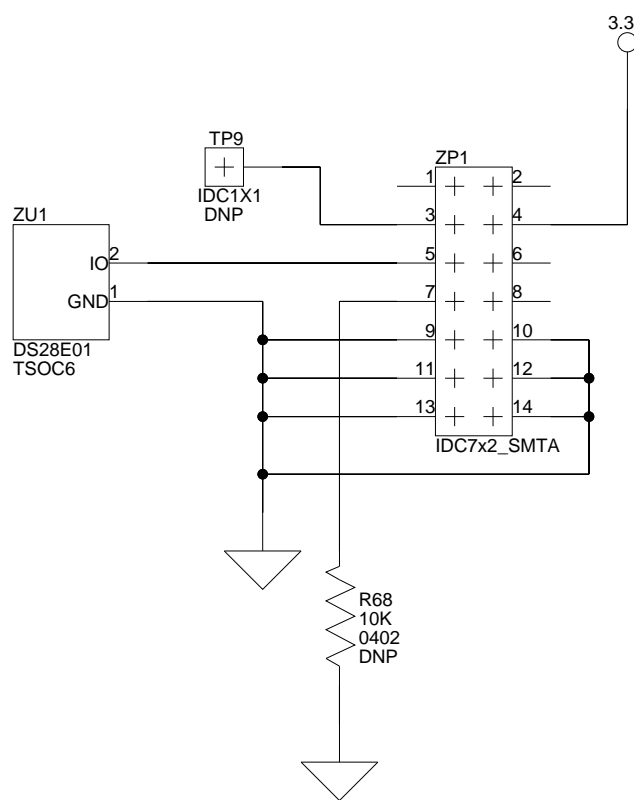 3.3
TP9
IDC1X1
DNP
ZP1
1 2
3 4
5 6
7 8
9 10
11 12
13 14
IDC7x2_SMTA
ZU1
IO 2
GND 1
DS28E01
TSOC6
R68
10K
0402
DNP